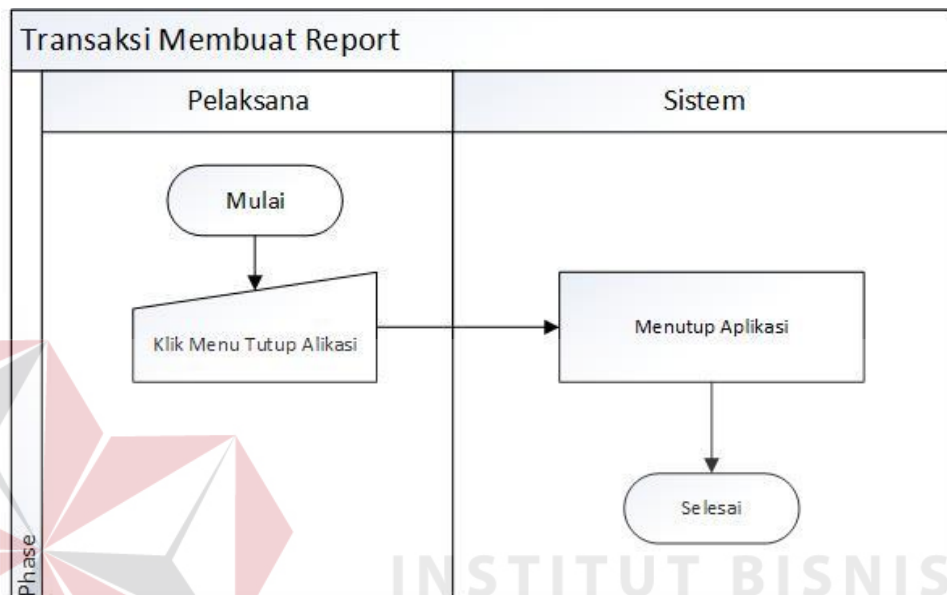 Transaksi Membuat Report
Pelaksana
Sistem
Mulai
Klik Menu Tutup Alikasi
Menutup Aplikasi
Selesai
Phase
INSTITUT BISNIS